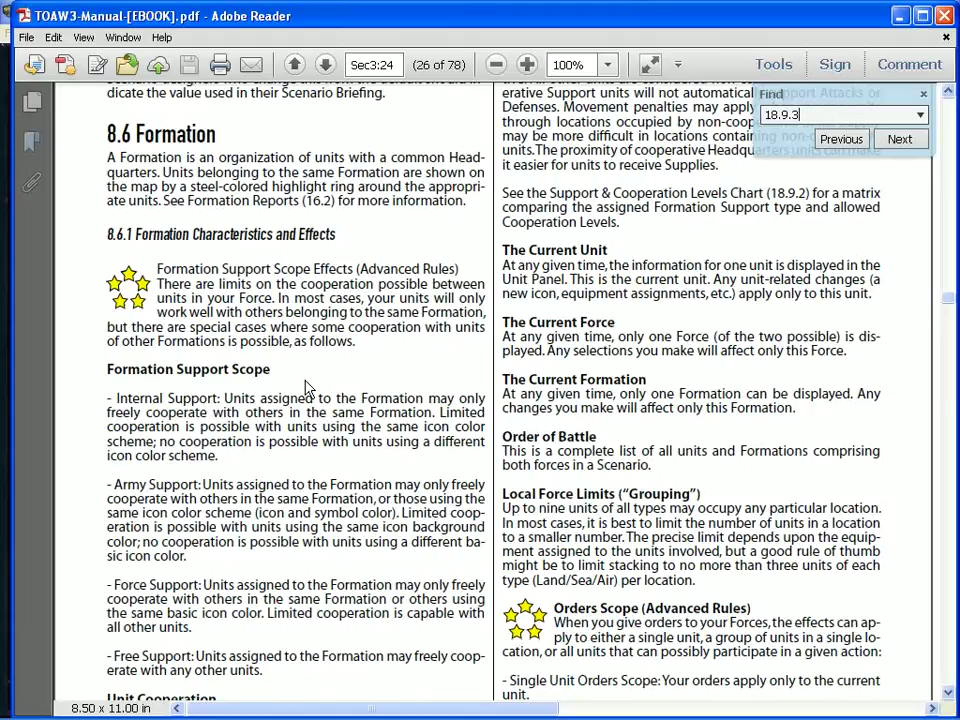 TOAW3-Manual-[EBOOK].pdf - Adobe Reader
File Edit View Window Help
Sec3:24 (26 of 78) 100% Tools Sign Comment
Find
18.9.3
Previous Next
dicate the value used in their Scenario Briefing.
8.6 Formation
A Formation is an organization of units with a common Head-
quarters. Units belonging to the same Formation are shown on
the map by a steel-colored highlight ring around the appropri-
ate units. See Formation Reports (16.2) for more information.
8.6.1 Formation Characteristics and Effects
Formation Support Scope Effects (Advanced Rules)
There are limits on the cooperation possible between
units in your Force. In most cases, your units will only
work well with others belonging to the same Formation,
but there are special cases where some cooperation with units
of other Formations is possible, as follows.
Formation Support Scope
- Internal Support: Units assigned to the Formation may only
freely cooperate with others in the same Formation. Limited
cooperation is possible with units using the same icon color
scheme; no cooperation is possible with units using a different
icon color scheme.
- Army Support: Units assigned to the Formation may only freely
cooperate with others in the same Formation, or those using the
same icon color scheme (icon and symbol color). Limited coop-
eration is possible with units using the same icon background
color; no cooperation is possible with units using a different ba-
sic icon color.
- Force Support: Units assigned to the Formation may only freely
cooperate with others in the same Formation or others using
the same basic icon color. Limited cooperation is capable with
all other units.
- Free Support: Units assigned to the Formation may freely coop-
erate with any other units.
Unit Cooperation
erative Support units will not automatically Support Attacks or
Defenses. Movement penalties may apply
through locations occupied by non-coop
may be more difficult in locations containing non-
units. The proximity of cooperative Headquarters units can make
it easier for units to receive Supplies.
See the Support & Cooperation Levels Chart (18.9.2) for a matrix
comparing the assigned Formation Support type and allowed
Cooperation Levels.
The Current Unit
At any given time, the information for one unit is displayed in the
Unit Panel. This is the current unit. Any unit-related changes (a
new icon, equipment assignments, etc.) apply only to this unit.
The Current Force
At any given time, only one Force (of the two possible) is dis-
played. Any selections you make will affect only this Force.
The Current Formation
At any given time, only one Formation can be displayed. Any
changes you make will affect only this Formation.
Order of Battle
This is a complete list of all units and Formations comprising
both forces in a Scenario.
Local Force Limits (“Grouping”)
Up to nine units of all types may occupy any particular location.
In most cases, it is best to limit the number of units in a location
to a smaller number. The precise limit depends upon the equip-
ment assigned to the units involved, but a good rule of thumb
might be to limit stacking to no more than three units of each
type (Land/Sea/Air) per location.
Orders Scope (Advanced Rules)
When you give orders to your Forces, the effects can ap-
ply to either a single unit, a group of units in a single lo-
cation, or all units that can possibly participate in a given action:
- Single Unit Orders Scope: Your orders apply only to the current
unit.
8.50 x 11.00 in